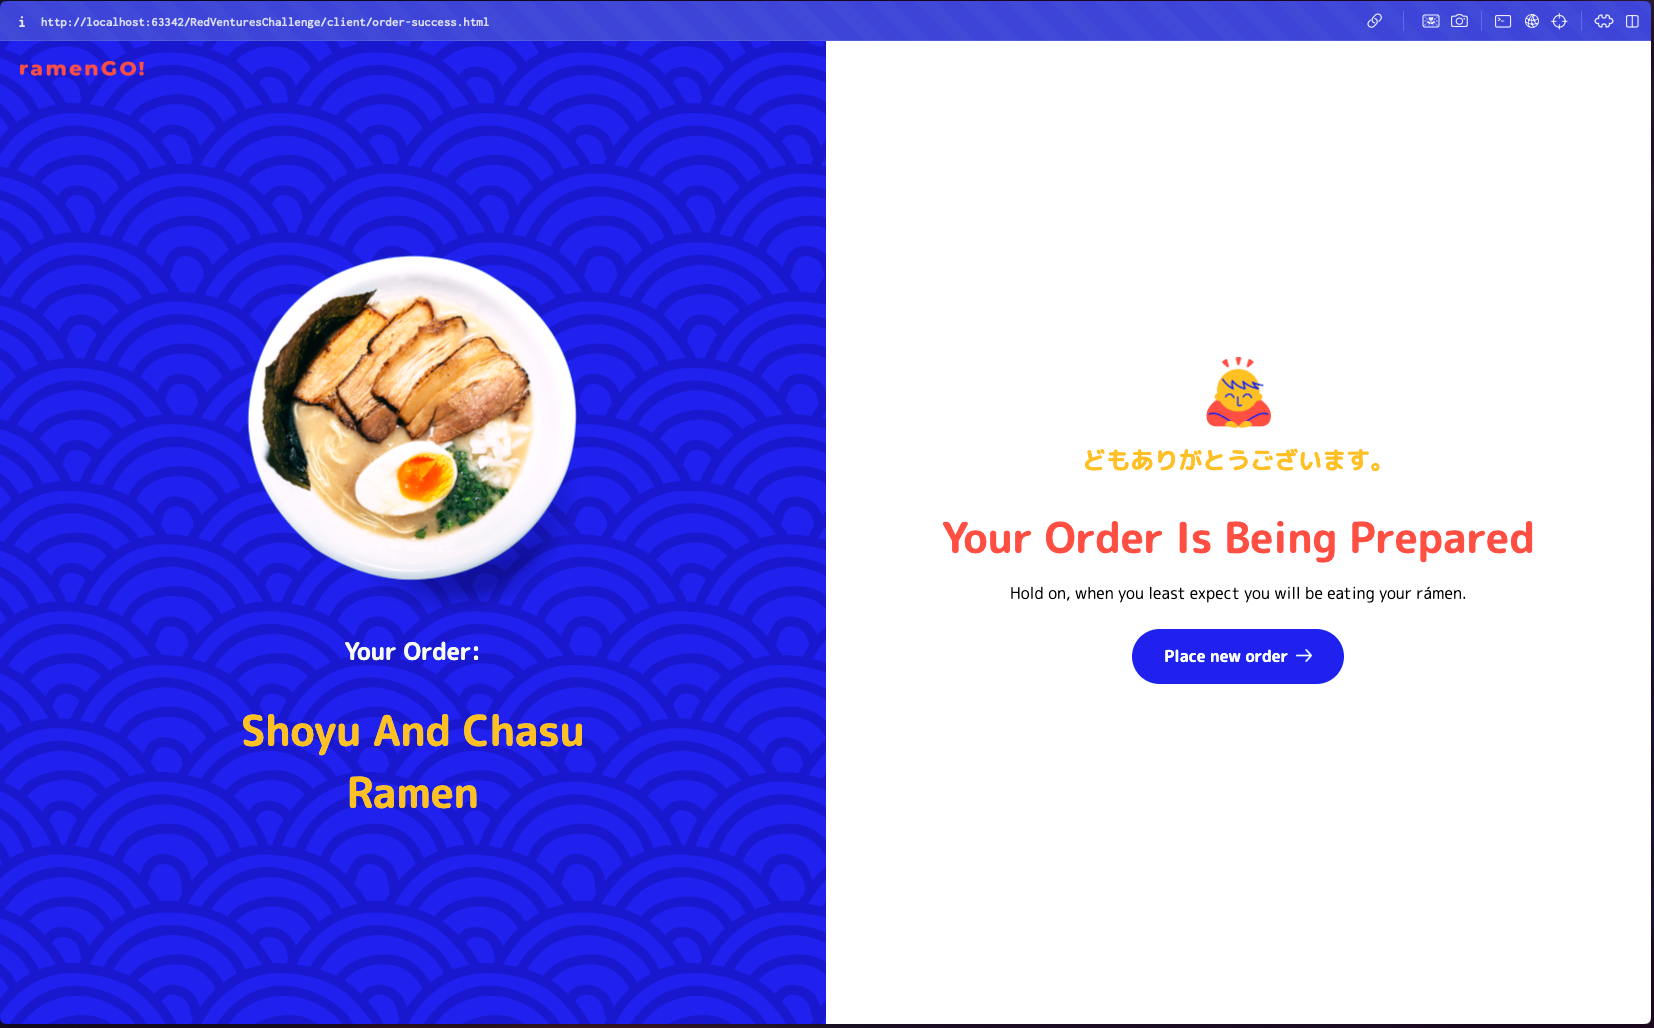 http://localhost:63342/RedVenturesChallenge/client/order-success.html
ramenGO!
Your Order:
Shoyu And Chasu
Ramen
どもありがとうございます。
Your Order Is Being Prepared
Hold on, when you least expect you will be eating your rámen.
Place new order →